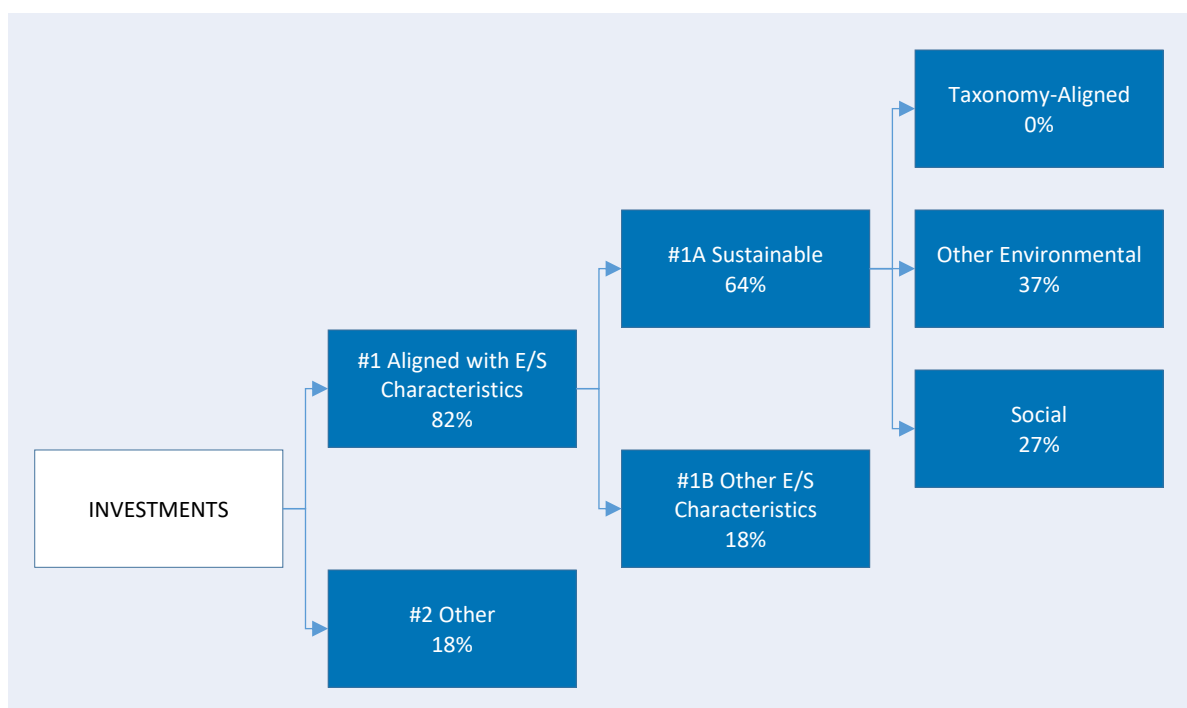 INVESTMENTS
#1 Aligned with E/S
Characteristics
82%
#2 Other
18%
#1A Sustainable
64%
#1B Other E/S
Characteristics
18%
Taxonomy-Aligned
0%
Other Environmental
37%
Social
27%